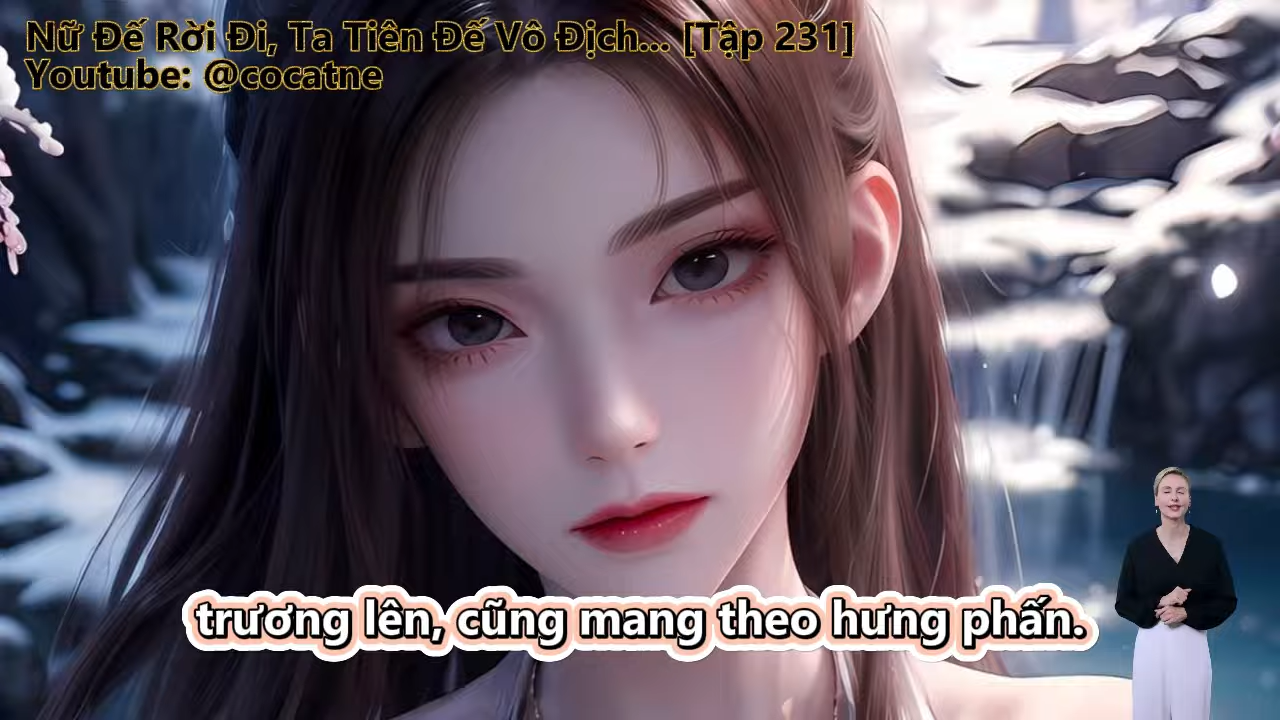 Nữ Đế Rời Đi, Ta Tiên Đế Vô Địch... [Tập 231]
Youtube: @cocatne
trương lên, cũng mang theo hưng phấn.